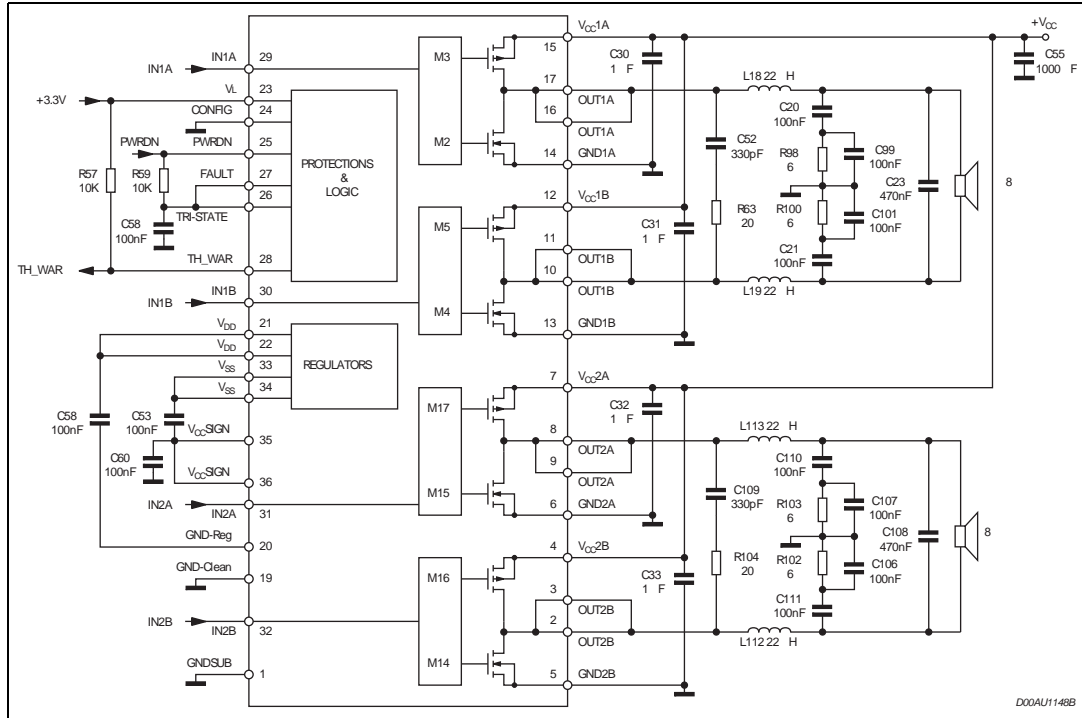 VCC1A
+VCC
15
C30
1 F
C55
1000 F
IN1A
IN1A
29
M3
17
OUT1A
16
OUT1A
L18 22 H
+3.3V
VL
23
CONFIG
24
PWRDN
PWRDN
25
FAULT
27
26
TRI-STATE
R57
10K
R59
10K
C58
100nF
PROTECTIONS
&
LOGIC
M2
14
GND1A
C52
330pF
C20
100nF
R98
6
C99
100nF
C23
470nF
8
12
VCC1B
M5
C31
1 F
R63
20
R100
6
C101
100nF
C21
100nF
11
OUT1B
10
OUT1B
L19 22 H
TH_WAR
TH_WAR
28
IN1B
30
M4
13
GND1B
VDD
21
VDD
22
VSS
33
VSS
34
REGULATORS
7
VCC2A
M17
C32
1 F
C58
100nF
C53
100nF
C60
100nF
VCCSIGN
35
VCCSIGN
36
8
9
OUT2A
OUT2A
L113 22 H
IN2A
IN2A
31
M15
6
GND2A
C109
330pF
C110
100nF
R103
6
C107
100nF
C108
470nF
8
GND-Reg
20
GND-Clean
19
4
VCC2B
M16
C33
1 F
R104
20
R102
6
C106
100nF
C111
100nF
3
OUT2B
2
OUT2B
L112 22 H
IN2B
IN2B
32
M14
GNDSUB
1
5
GND2B
D00AU1148B